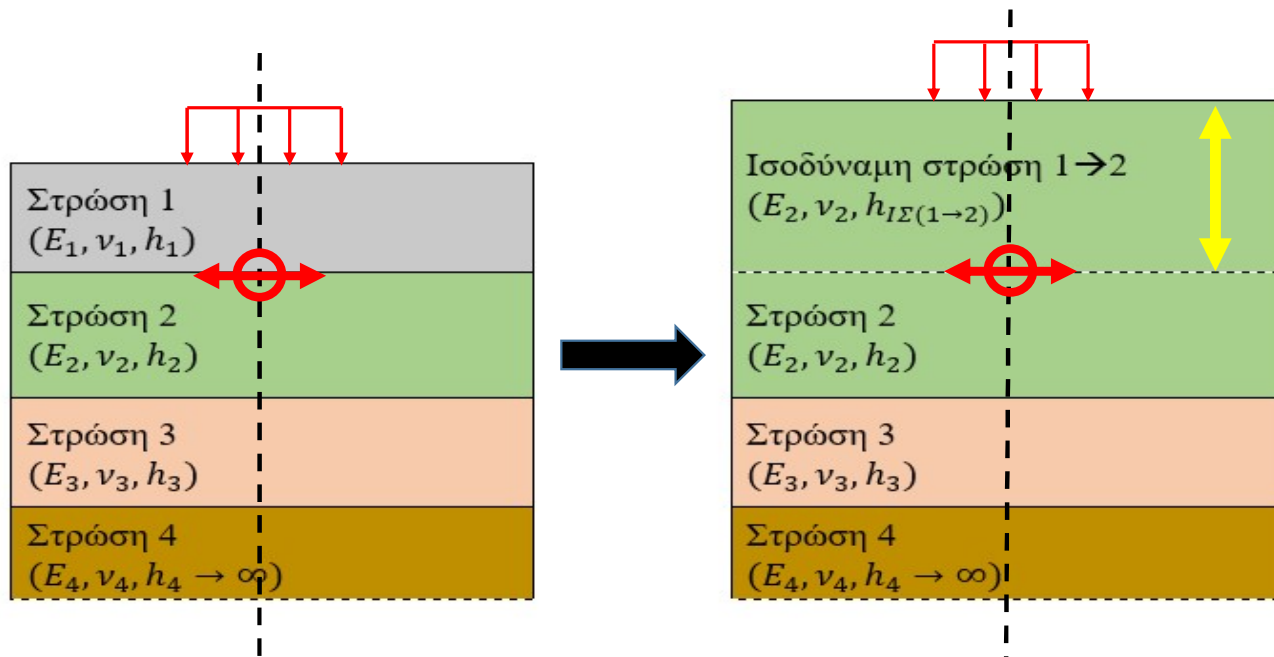 Στρώση 1
(E₁, ν₁, h₁)
Στρώση 2
(E₂, ν₂, h₂)
Στρώση 3
(E₃, ν₃, h₃)
Στρώση 4
(E₄, ν₄, h₄ → ∞)
Ισοδύναμη στρώση 1→2
(E₂, ν₂, h_{ΙΣ(1→2)})
Στρώση 2
(E₂, ν₂, h₂)
Στρώση 3
(E₃, ν₃, h₃)
Στρώση 4
(E₄, ν₄, h₄ → ∞)